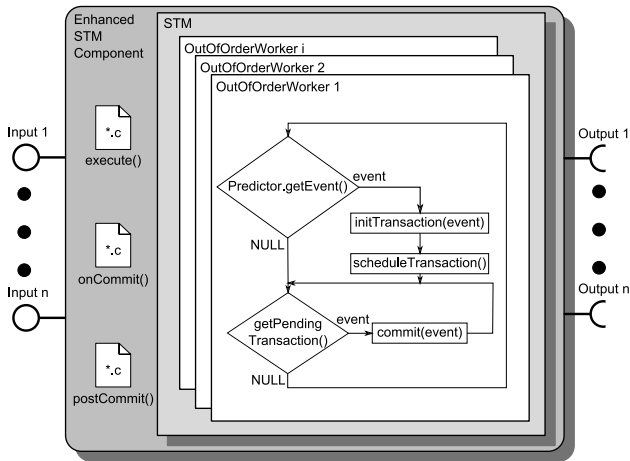 Enhanced
STM
Component
STM
OutOfOrderWorker i
OutOfOrderWorker 2
OutOfOrderWorker 1
Input 1
*.c
execute()
Output 1
Predictor.getEvent()
event
initTransaction(event)
NULL
scheduleTransaction()
*.c
onCommit()
Input n
Output n
getPending
Transaction()
event
commit(event)
NULL
*.c
postCommit()